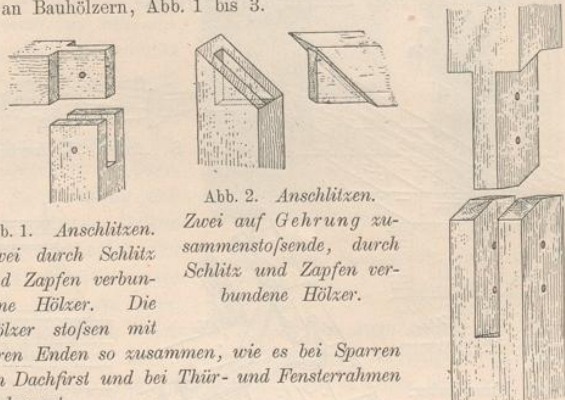 an Bauhölzern, Abb. 1 bis 3.
b. 1. Anschlitzen.
vei durch Schlitz
d Zapfen verbun-
ne Hölzer. Die
ölzer stoſsen mit
ren Enden so zusammen, wie es bei Sparren
n Dachfirst und bei Thür- und Fensterrahmen
Abb. 2. Anschlitzen.
Zwei auf Gehrung zu-
sammenstoſsende, durch
Schlitz und Zapfen ver-
bundene Hölzer.